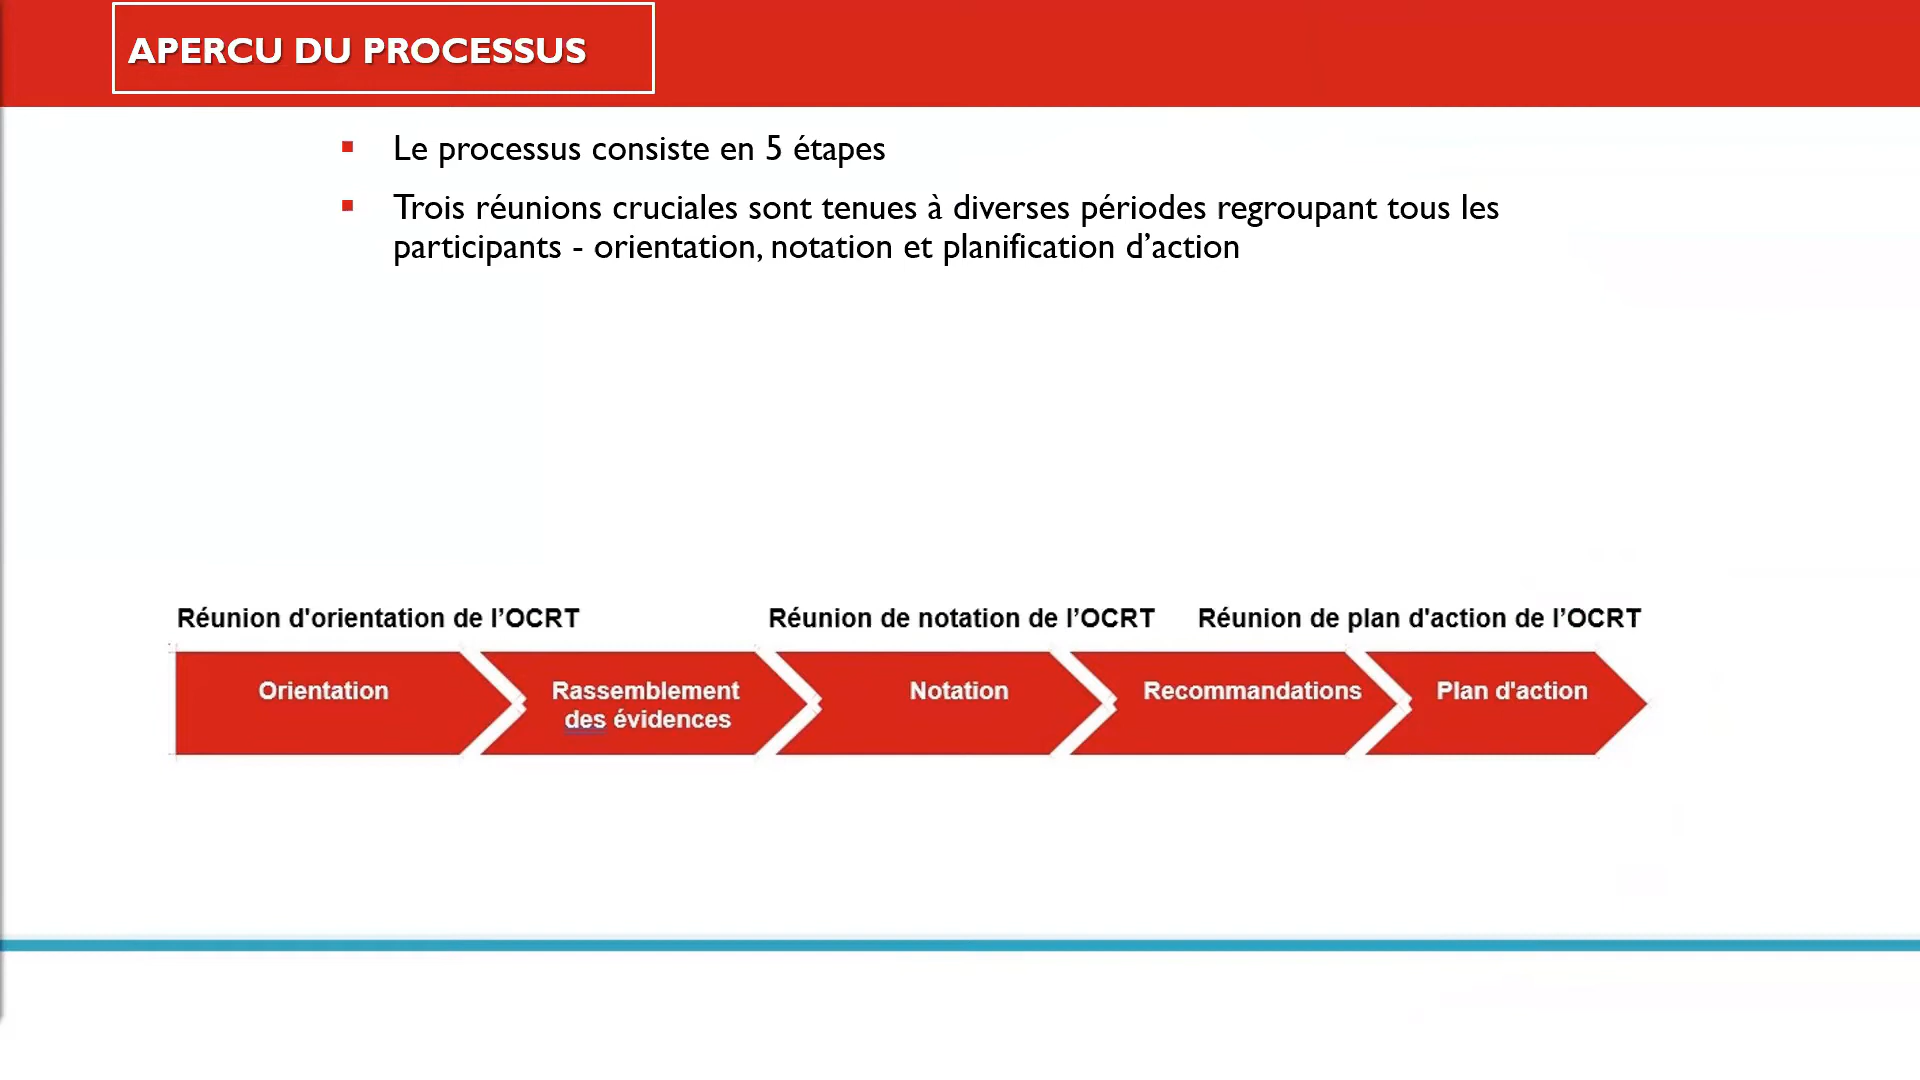 APERCU DU PROCESSUS
Le processus consiste en 5 étapes
Trois réunions cruciales sont tenues à diverses périodes regroupant tous les
participants - orientation, notation et planification d’action
Réunion d'orientation de l’OCRT
Réunion de notation de l’OCRT
Réunion de plan d'action de l’OCRT
Orientation
Rassemblement
des évidences
Notation
Recommandations
Plan d'action